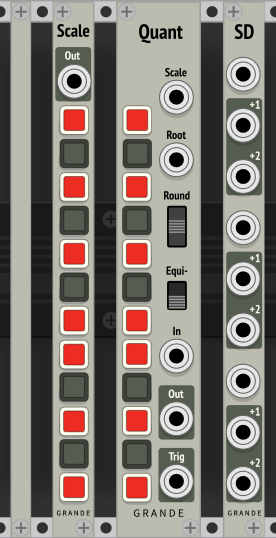 Scale
Out
GRANDE
Quant
Scale
Root
Round
Equi-
In
Out
Trig
GRANDE
SD
+1
+2
+1
+2
+1
+2
GRANDE